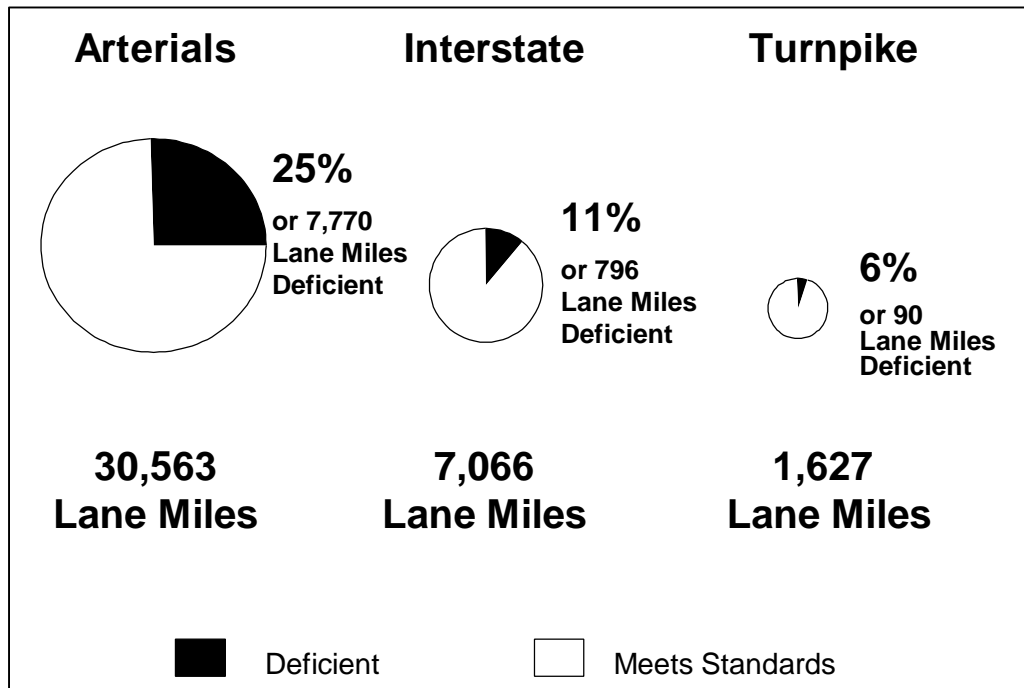 Arterials
Interstate
Turnpike
25%
or 7,770
Lane Miles
Deficient
11%
or 796
Lane Miles
Deficient
6%
or 90
Lane Miles
Deficient
30,563
Lane Miles
7,066
Lane Miles
1,627
Lane Miles
Deficient
Meets Standards